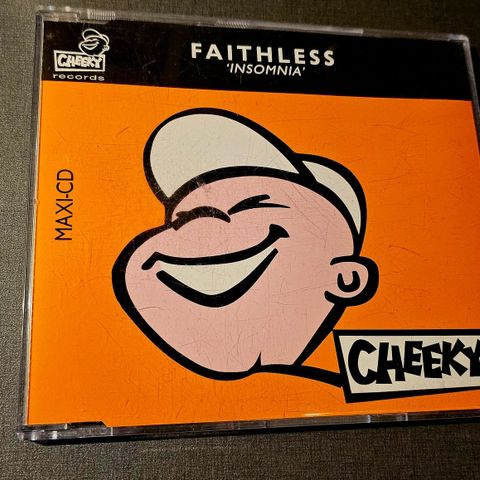 CHEEKY
records
FAITHLESS
'INSOMNIA'
MAXI-CD
CHEEKY